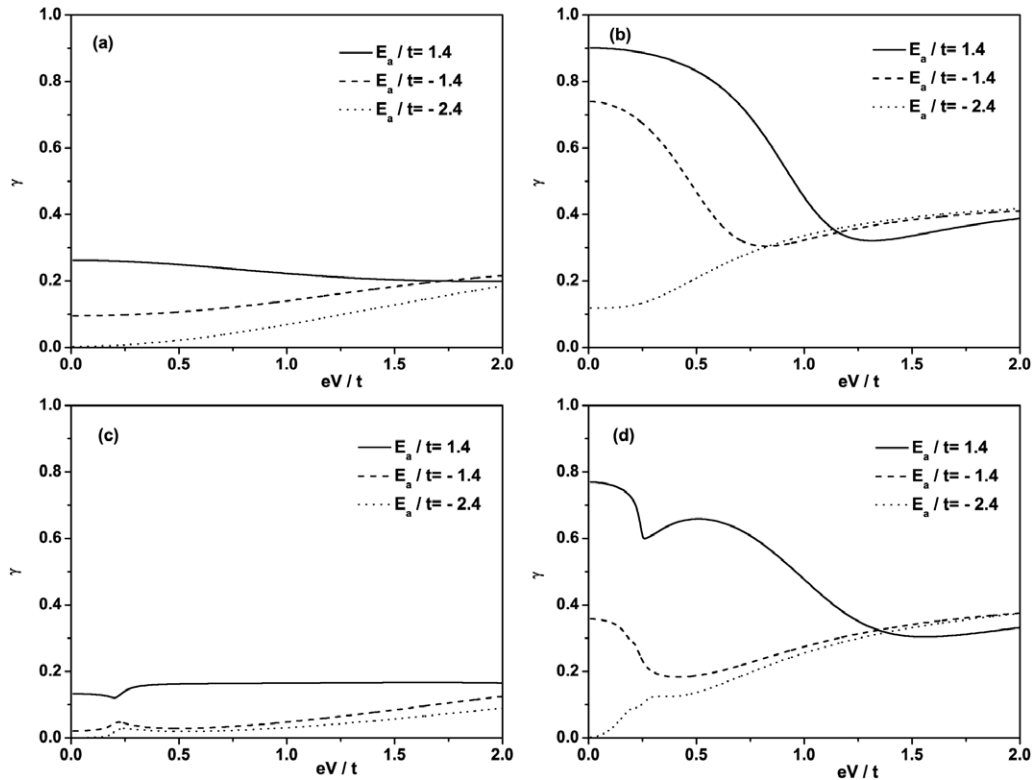 (a)
E_a / t= 1.4
E_a / t= - 1.4
E_a / t= - 2.4
1.0
0.8
0.6
0.4
0.2
0.0
γ
0.0 0.5 1.0 1.5 2.0
eV / t
(b)
E_a / t= 1.4
E_a / t= - 1.4
E_a / t= - 2.4
1.0
0.8
0.6
0.4
0.2
0.0
γ
0.0 0.5 1.0 1.5 2.0
eV / t
(c)
E_a / t= 1.4
E_a / t= - 1.4
E_a / t= - 2.4
1.0
0.8
0.6
0.4
0.2
0.0
γ
0.0 0.5 1.0 1.5 2.0
eV / t
(d)
E_a / t= 1.4
E_a / t= - 1.4
E_a / t= - 2.4
1.0
0.8
0.6
0.4
0.2
0.0
γ
0.0 0.5 1.0 1.5 2.0
eV / t